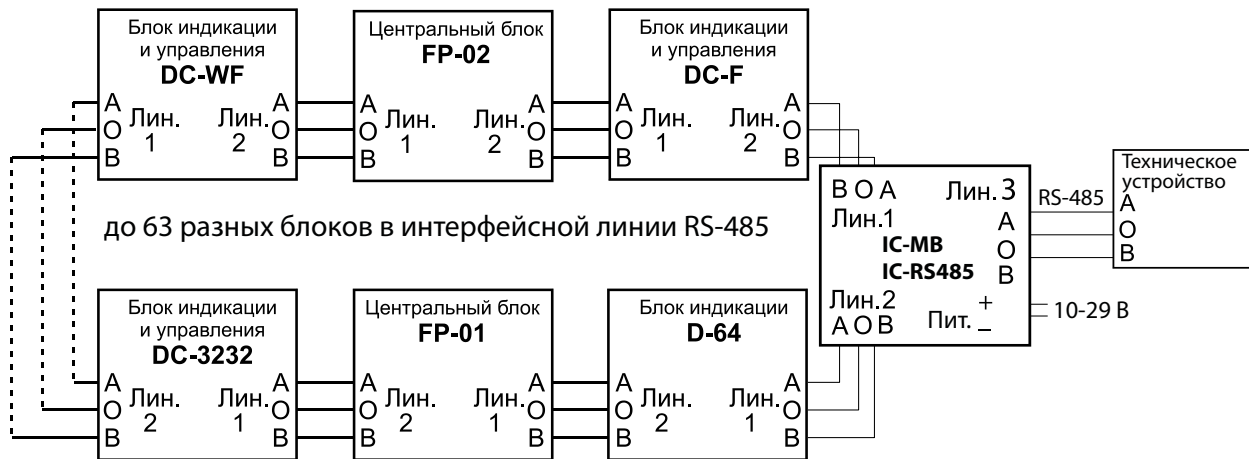 Блок индикации
и управления
DC-WF
A
O
B
Лин.
1
Лин.
2
A
O
B
Центральный блок
FP-02
A
O
B
Лин.
1
Лин.
2
A
O
B
Блок индикации
и управления
DC-F
A
O
B
Лин.
1
Лин.
2
A
O
B
до 63 разных блоков в интерфейсной линии RS-485
B O A
Лин.1
Лин. 3
A
O
B
IC-MB
IC-RS485
Лин.2
A O B
Пит. + –
10-29 В
RS-485
Техническое
устройство
A
O
B
Блок индикации
и управления
DC-3232
A
O
B
Лин.
2
Лин.
1
A
O
B
Центральный блок
FP-01
A
O
B
Лин.
2
Лин.
1
A
O
B
Блок индикации
D-64
A
O
B
Лин.
2
Лин.
1
A
O
B